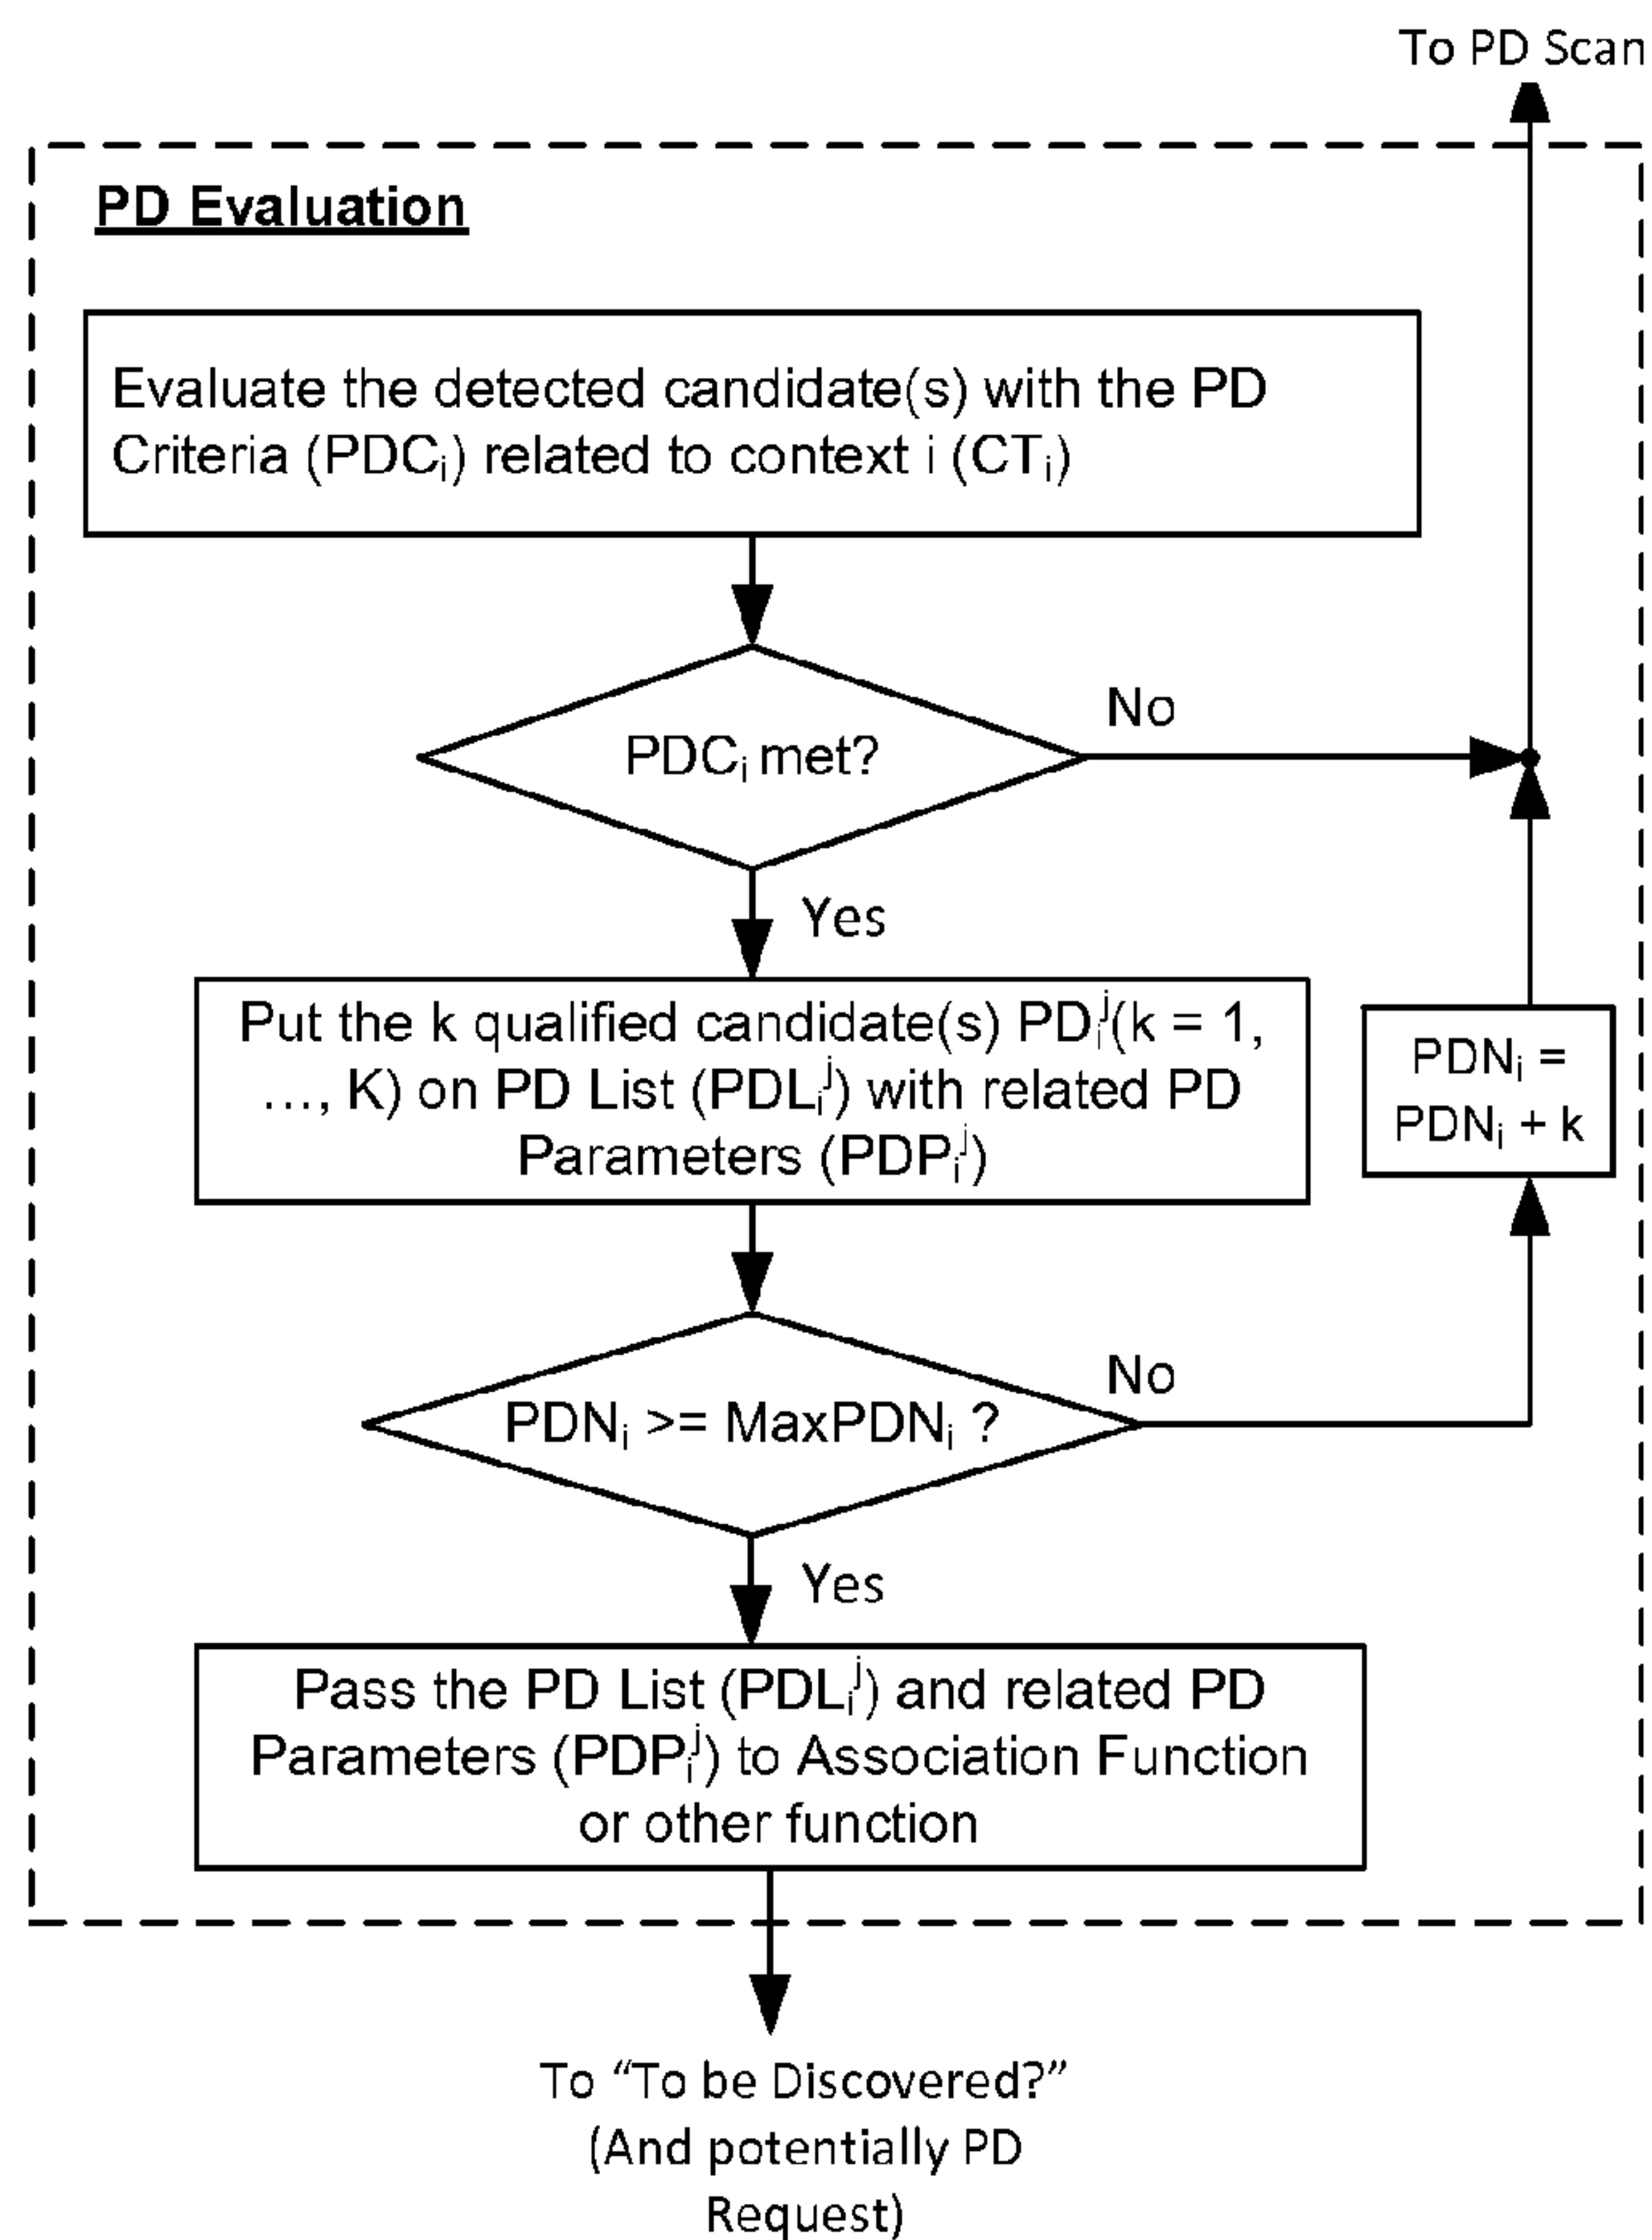 To PD Scan
PD Evaluation
Evaluate the detected candidate(s) with the PD
Criteria (PDCᵢ) related to context i (CTᵢ)
PDCᵢ met?
No
Yes
Put the k qualified candidate(s) PDᵢʲ(k = 1,
..., K) on PD List (PDLᵢʲ) with related PD
Parameters (PDPᵢʲ)
PDNᵢ =
PDNᵢ + k
PDNᵢ >= MaxPDNᵢ ?
No
Yes
Pass the PD List (PDLᵢʲ) and related PD
Parameters (PDPᵢʲ) to Association Function
or other function
To “To be Discovered?”
(And potentially PD
Request)